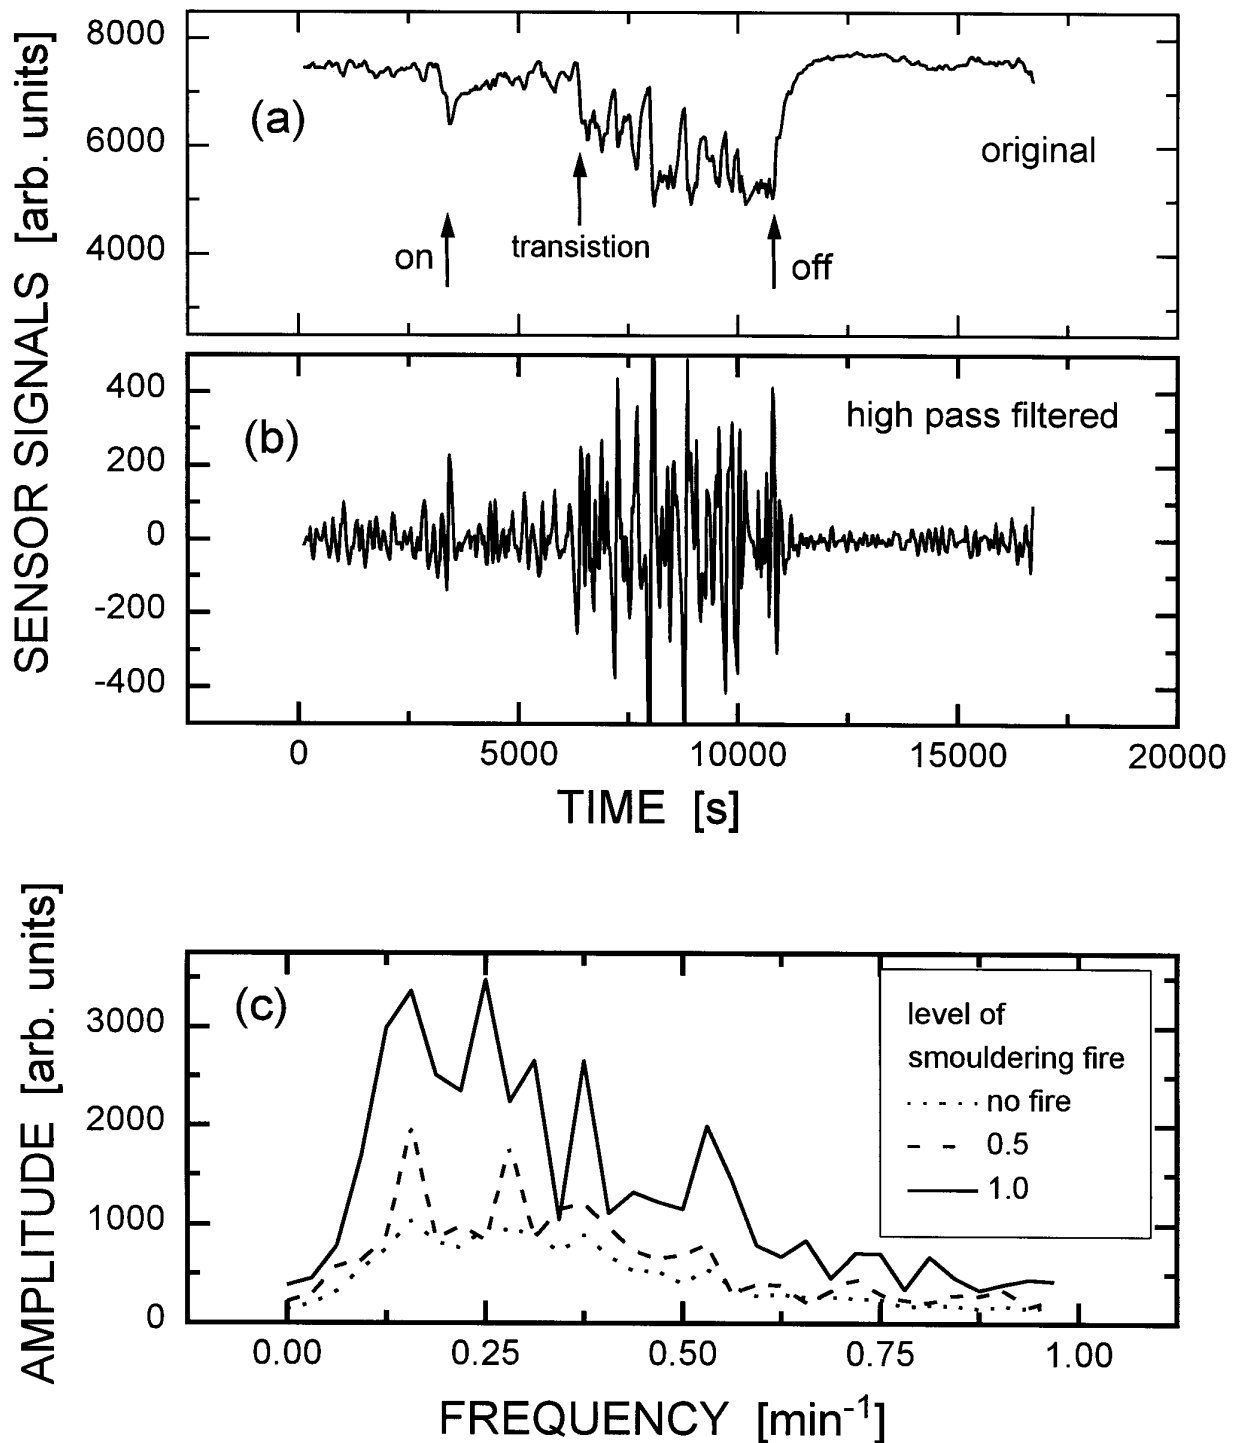 SENSOR SIGNALS [arb. units]
8000
6000
4000
(a)
original
on
transistion
off
400
200
0
-200
-400
(b)
high pass filtered
0
5000
10000
15000
20000
TIME [s]
AMPLITUDE [arb. units]
3000
2000
1000
0
(c)
level of
smouldering fire
no fire
0.5
1.0
0.00
0.25
0.50
0.75
1.00
FREQUENCY [min⁻¹]